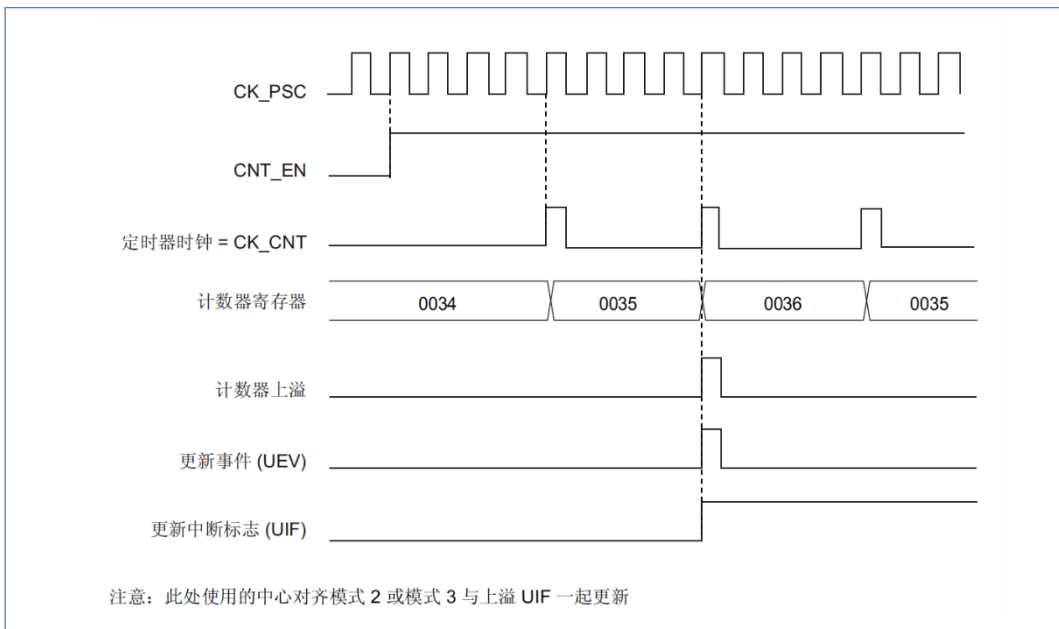 CK_PSC
CNT_EN
定时器时钟 = CK_CNT
计数器寄存器 0034 0035 0036 0035
计数器上溢
更新事件 (UEV)
更新中断标志 (UIF)
注意：此处使用的中心对齐模式 2 或模式 3 与上溢 UIF 一起更新